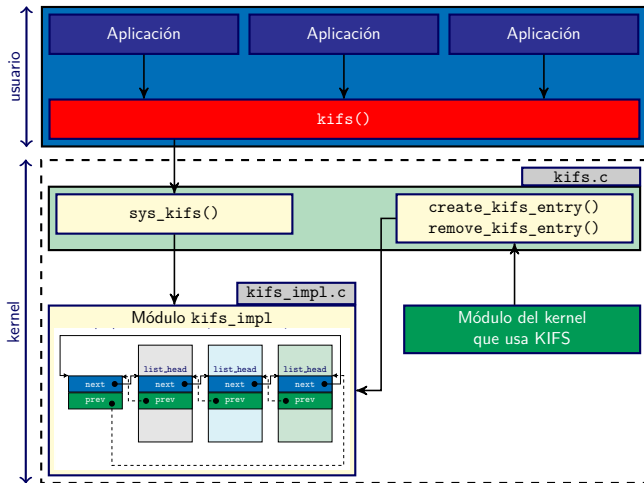 usuario
Aplicación
Aplicación
Aplicación
kifs()
kernel
kifs.c
sys_kifs()
create_kifs_entry()
remove_kifs_entry()
kifs_impl.c
Módulo kifs_impl
Módulo del kernel
que usa KIFS
list_head
list_head
list_head
next
next
next
next
prev
prev
prev
prev